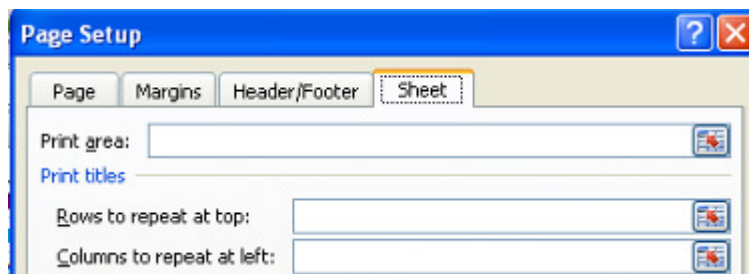 Page Setup
Page Margins Header/Footer Sheet
Print area:
Print titles
Rows to repeat at top:
Columns to repeat at left: